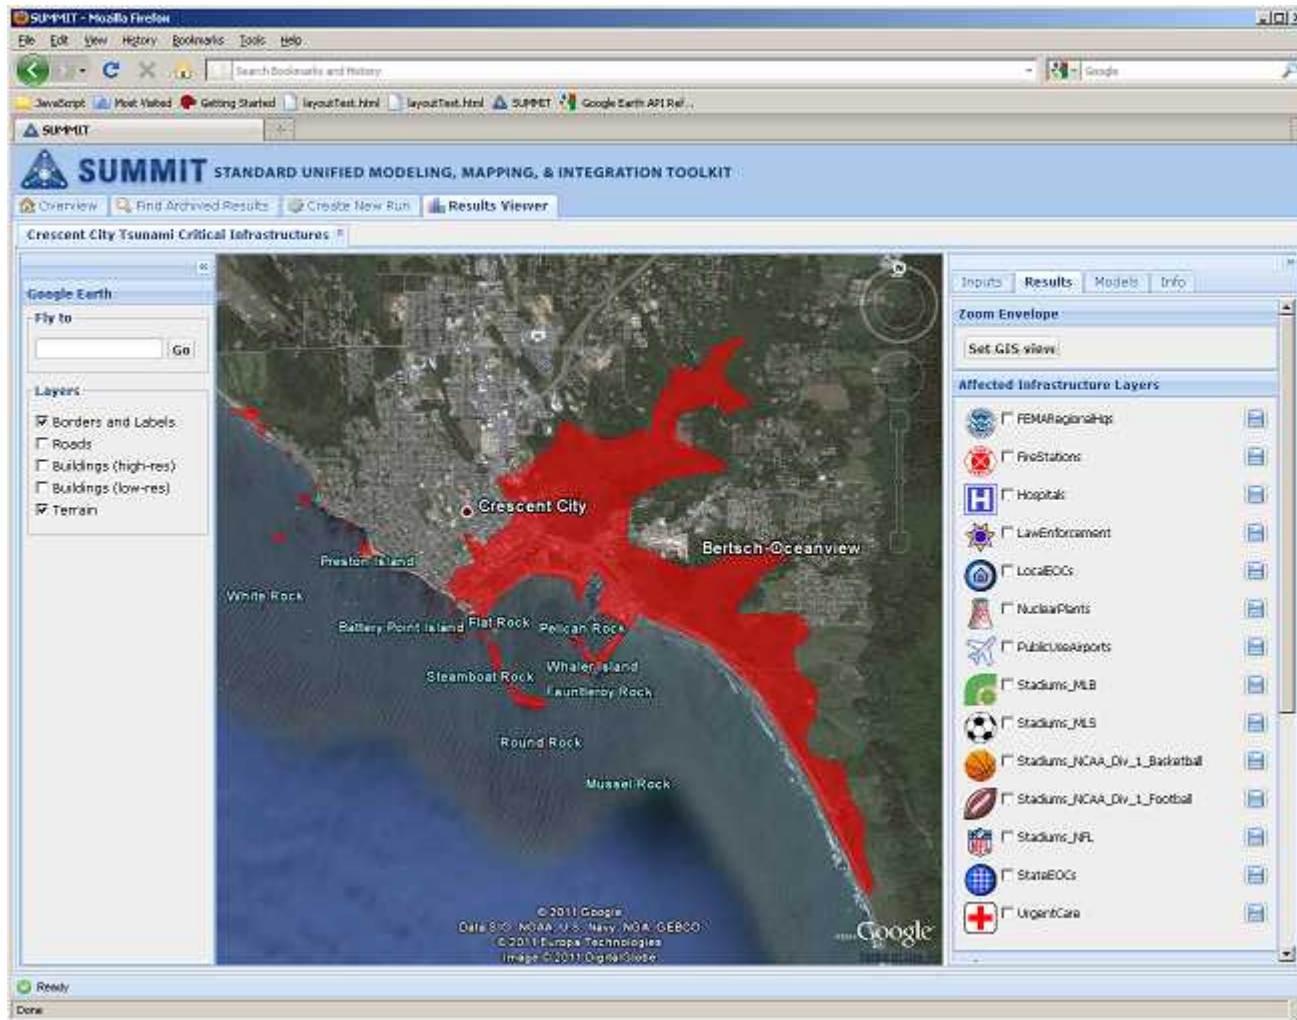 SUMMIT - Mozilla Firefox
File Edit View History Bookmarks Tools Help
Search Bookmarks and History
Google
JavaScript Most Visited Getting Started layoutTest.html layoutTest.html SUMMIT Google Earth API Ref...
SUMMIT
SUMMIT STANDARD UNIFIED MODELING, MAPPING, & INTEGRATION TOOLKIT
Overview Find Archived Results Create New Run Results Viewer
Crescent City Tsunami Critical Infrastructures
Google Earth
Fly to
Go
Layers
Borders and Labels
Roads
Buildings (high-res)
Buildings (low-res)
Terrain
N
Crescent City
Bertsch-Oceanview
Preston Island
White Rock
Battery Point Island
Flat Rock
Pelican Rock
Whaler Island
Steamboat Rock
Fauntleroy Rock
Round Rock
Mussel Rock
© 2011 Google
Data SIO, NOAA, U.S. Navy, NGA, GEBCO
© 2011 Europa Technologies
Image © 2011 DigitalGlobe
Google
Inputs Results Models Info
Zoom Envelope
Set GIS view
Affected Infrastructure Layers
FEMARegionalHqs
FireStations
H Hospitals
LawEnforcement
LocalEOCs
NuclearPlants
PublicUseAirports
Stadiums_MLB
Stadiums_MLS
Stadiums_NCAA_Div_1_Basketball
Stadiums_NCAA_Div_1_Football
NFL Stadiums_NFL
StateEOCs
UrgentCare
Ready
Done